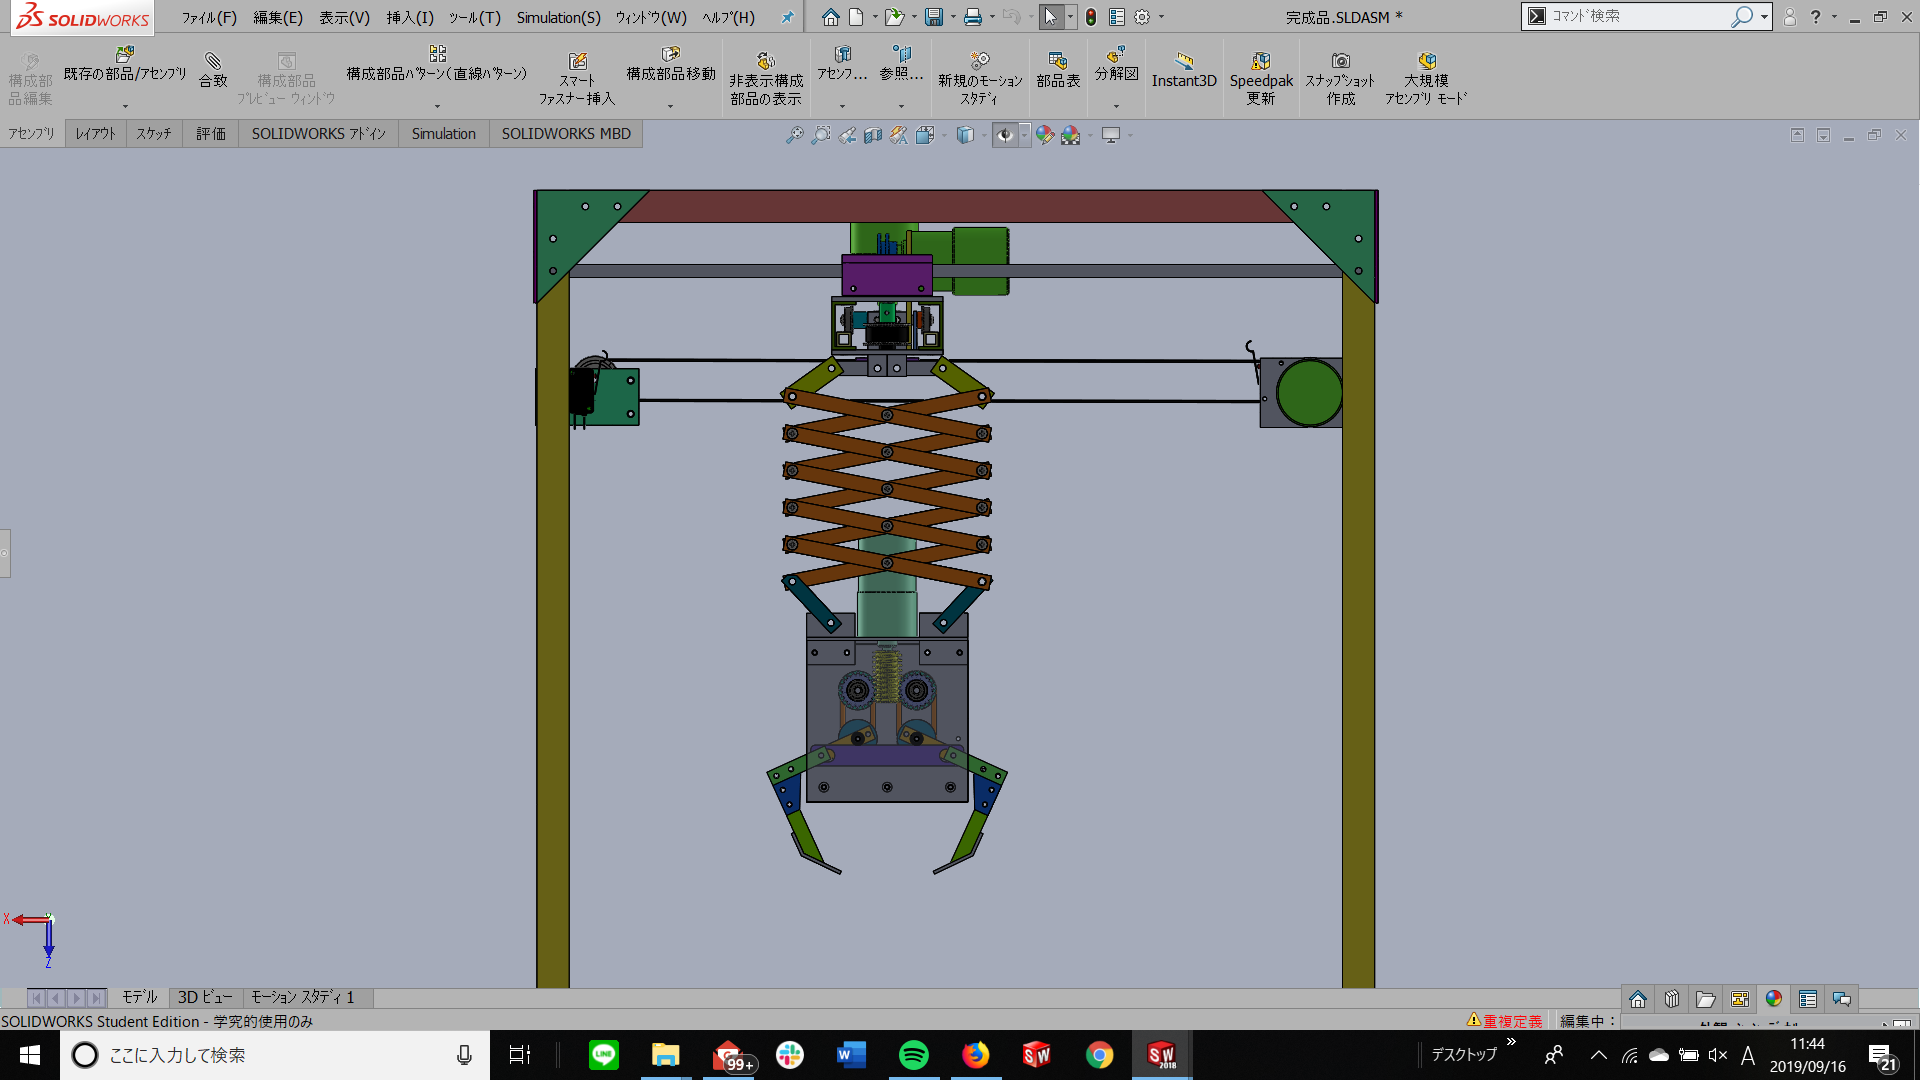 SOLIDWORKS
ﾌｧｲﾙ(F) 編集(E) 表示(V) 挿入(I) ﾂｰﾙ(T) Simulation(S) ｳｨﾝﾄﾞｳ(W) ﾍﾙﾌﾟ(H)
完成品.SLDASM *
ｺﾏﾝﾄﾞ検索
?
構成部
品編集
既存の部品/ｱｾﾝﾌﾞﾘ
合致
構成部品
ﾌﾟﾚﾋﾞｭｰ ｳｨﾝﾄﾞｳ
構成部品ﾊﾟﾀｰﾝ(直線ﾊﾟﾀｰﾝ)
ｽﾏｰﾄ
ﾌｧｽﾅｰ挿入
構成部品移動
非表示構成
部品の表示
ｱｾﾝﾌﾞ...
参照...
新規のﾓｰｼｮﾝ
ｽﾀﾃﾞｨ
部品表
分解図
Instant3D
Speedpak
更新
ｽﾅｯﾌﾟｼｮｯﾄ
作成
大規模
ｱｾﾝﾌﾞﾘ ﾓｰﾄﾞ
ｱｾﾝﾌﾞﾘ ﾚｲｱｳﾄ ｽｹｯﾁ 評価 SOLIDWORKS ｱﾄﾞｲﾝ Simulation SOLIDWORKS MBD
X
Z
ﾓﾃﾞﾙ 3D ﾋﾞｭｰ ﾓｰｼｮﾝ ｽﾀﾃﾞｨ 1
SOLIDWORKS Student Edition - 学究的使用のみ
重複定義 編集中 :
ここに入力して検索
LINE
99+
W
SW
SW
2018
デスクトップ
A
11:44
2019/09/16
21